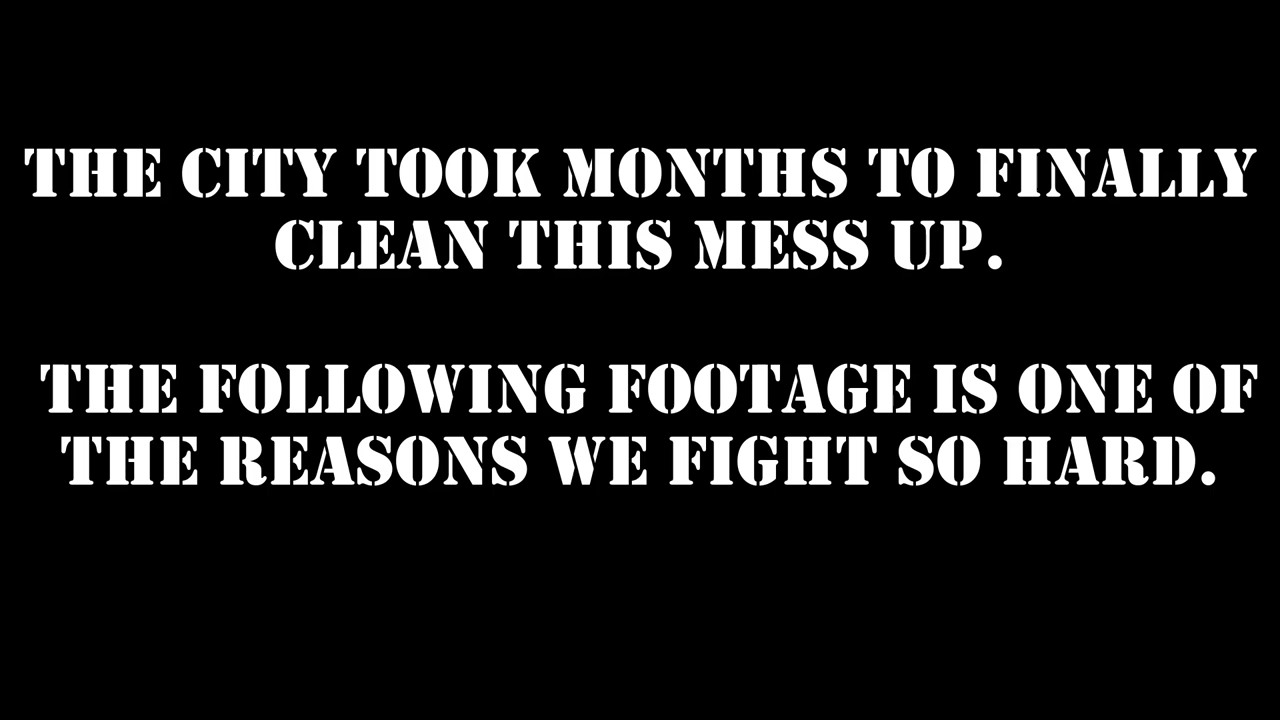 THE CITY TOOK MONTHS TO FINALLY
CLEAN THIS MESS UP.
THE FOLLOWING FOOTAGE IS ONE OF
THE REASONS WE FIGHT SO HARD.